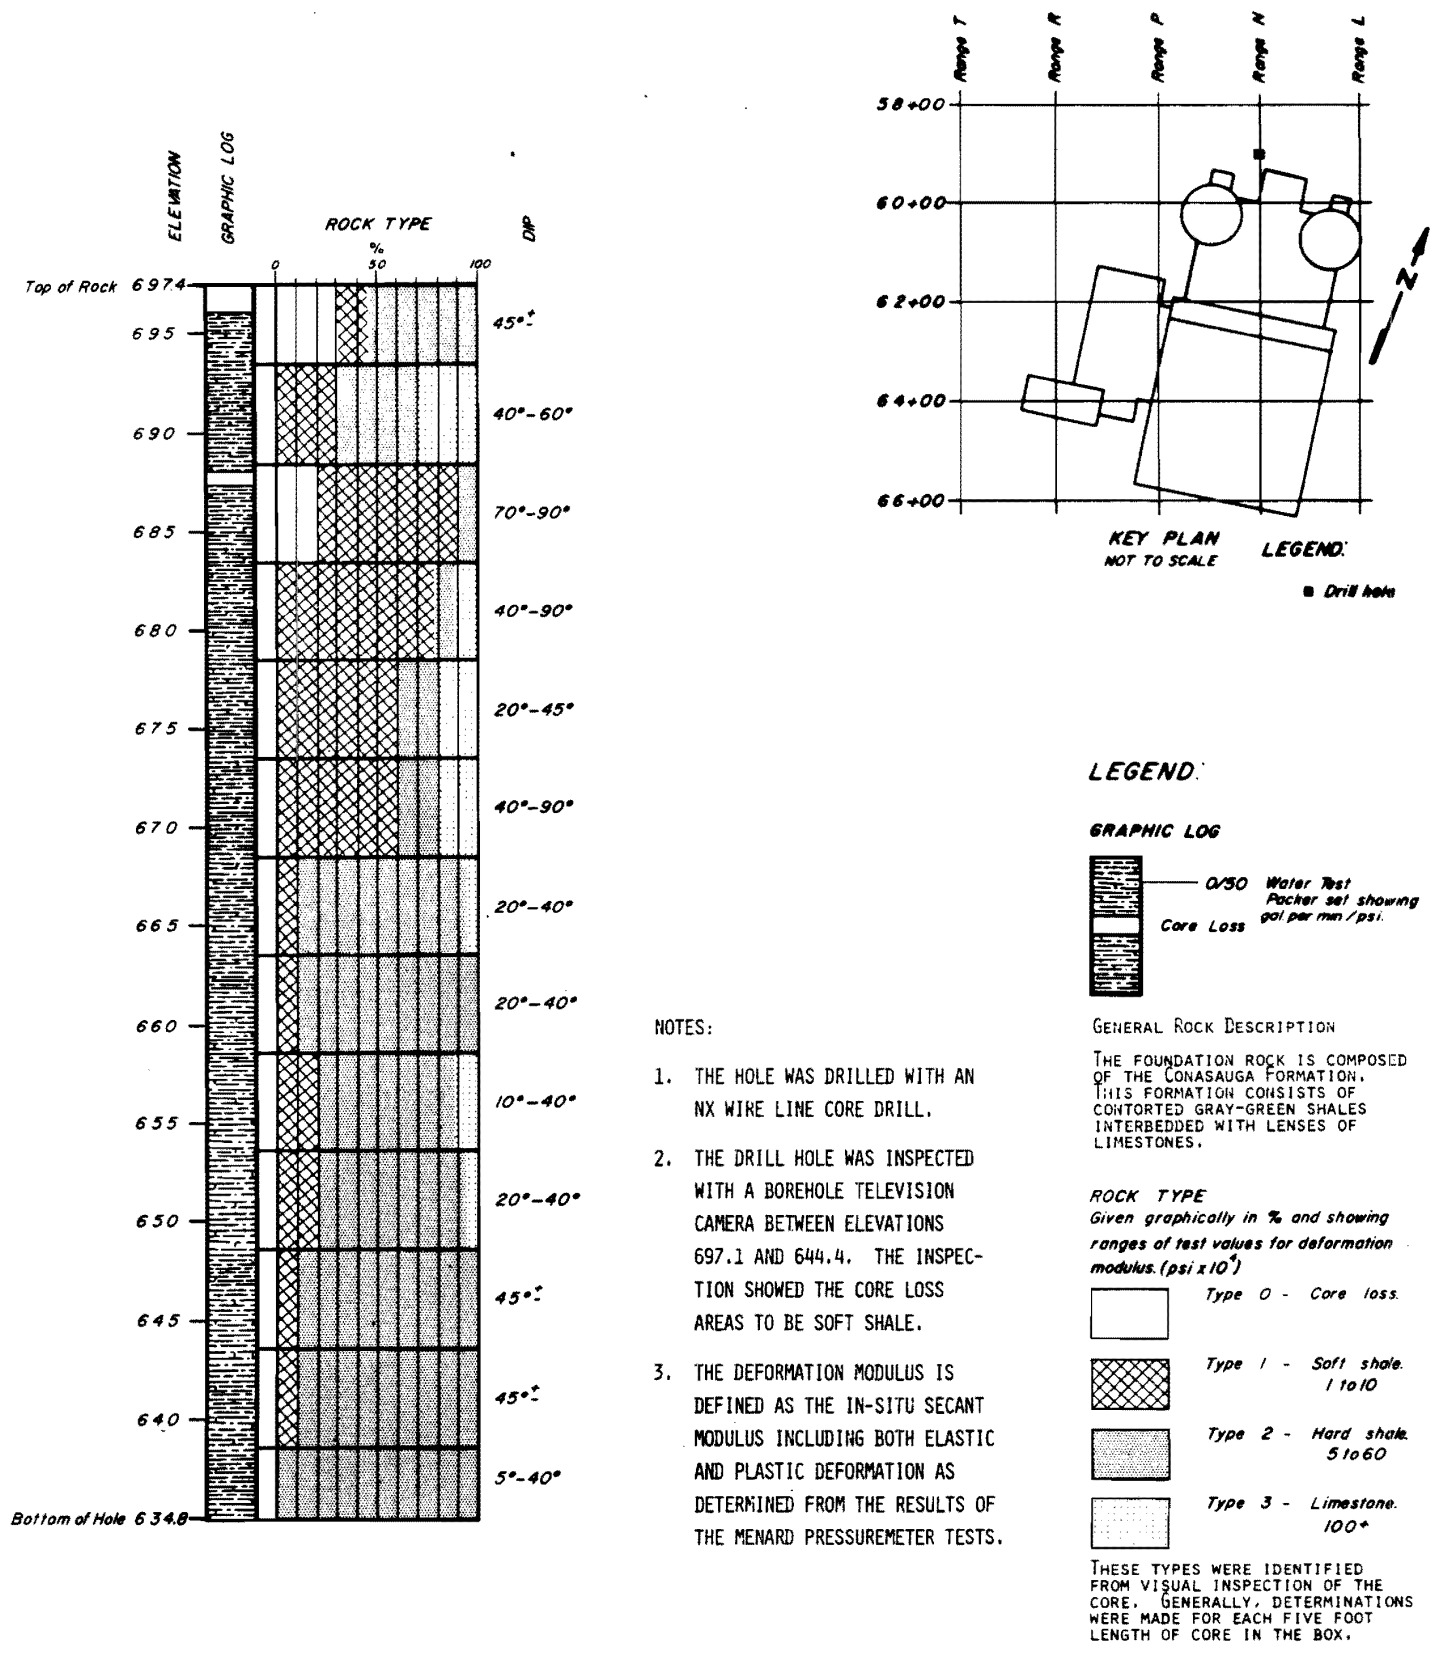 ELEVATION
GRAPHIC LOG
ROCK TYPE
%
0 50 100
DIP
Top of Rock 697.4
695
690
685
680
675
670
665
660
655
650
645
640
Bottom of Hole 634.8
45°±
40°-60°
70°-90°
40°-90°
20°-45°
40°-90°
20°-40°
20°-40°
10°-40°
20°-40°
45°±
45°±
5°-40°
Range T
Range R
Range P
Range N
Range L
58+00
60+00
62+00
64+00
66+00
N
KEY PLAN
NOT TO SCALE
LEGEND:
Drill hole
LEGEND:
GRAPHIC LOG
0/50 Water Test
Packer set showing
gal per min/psi.
Core Loss
GENERAL ROCK DESCRIPTION
THE FOUNDATION ROCK IS COMPOSED
OF THE CONASAUGA FORMATION.
THIS FORMATION CONSISTS OF
CONTORTED GRAY-GREEN SHALES
INTERBEDDED WITH LENSES OF
LIMESTONES.
ROCK TYPE
Given graphically in % and showing
ranges of test values for deformation
modulus. (psi x 10⁴)
Type 0 - Core loss.
Type 1 - Soft shale.
1 to 10
Type 2 - Hard shale.
5 to 60
Type 3 - Limestone.
100+
THESE TYPES WERE IDENTIFIED
FROM VISUAL INSPECTION OF THE
CORE. GENERALLY, DETERMINATIONS
WERE MADE FOR EACH FIVE FOOT
LENGTH OF CORE IN THE BOX.
NOTES:
1. THE HOLE WAS DRILLED WITH AN
NX WIRE LINE CORE DRILL.
2. THE DRILL HOLE WAS INSPECTED
WITH A BOREHOLE TELEVISION
CAMERA BETWEEN ELEVATIONS
697.1 AND 644.4. THE INSPEC-
TION SHOWED THE CORE LOSS
AREAS TO BE SOFT SHALE.
3. THE DEFORMATION MODULUS IS
DEFINED AS THE IN-SITU SECANT
MODULUS INCLUDING BOTH ELASTIC
AND PLASTIC DEFORMATION AS
DETERMINED FROM THE RESULTS OF
THE MENARD PRESSUREMETER TESTS.